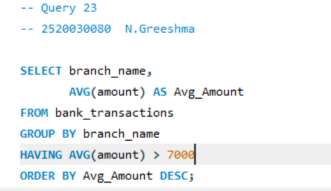 -- Query 23
-- 2520030080  N.Greeshma
SELECT branch_name,
AVG(amount) AS Avg_Amount
FROM bank_transactions
GROUP BY branch_name
HAVING AVG(amount) > 7000
ORDER BY Avg_Amount DESC;